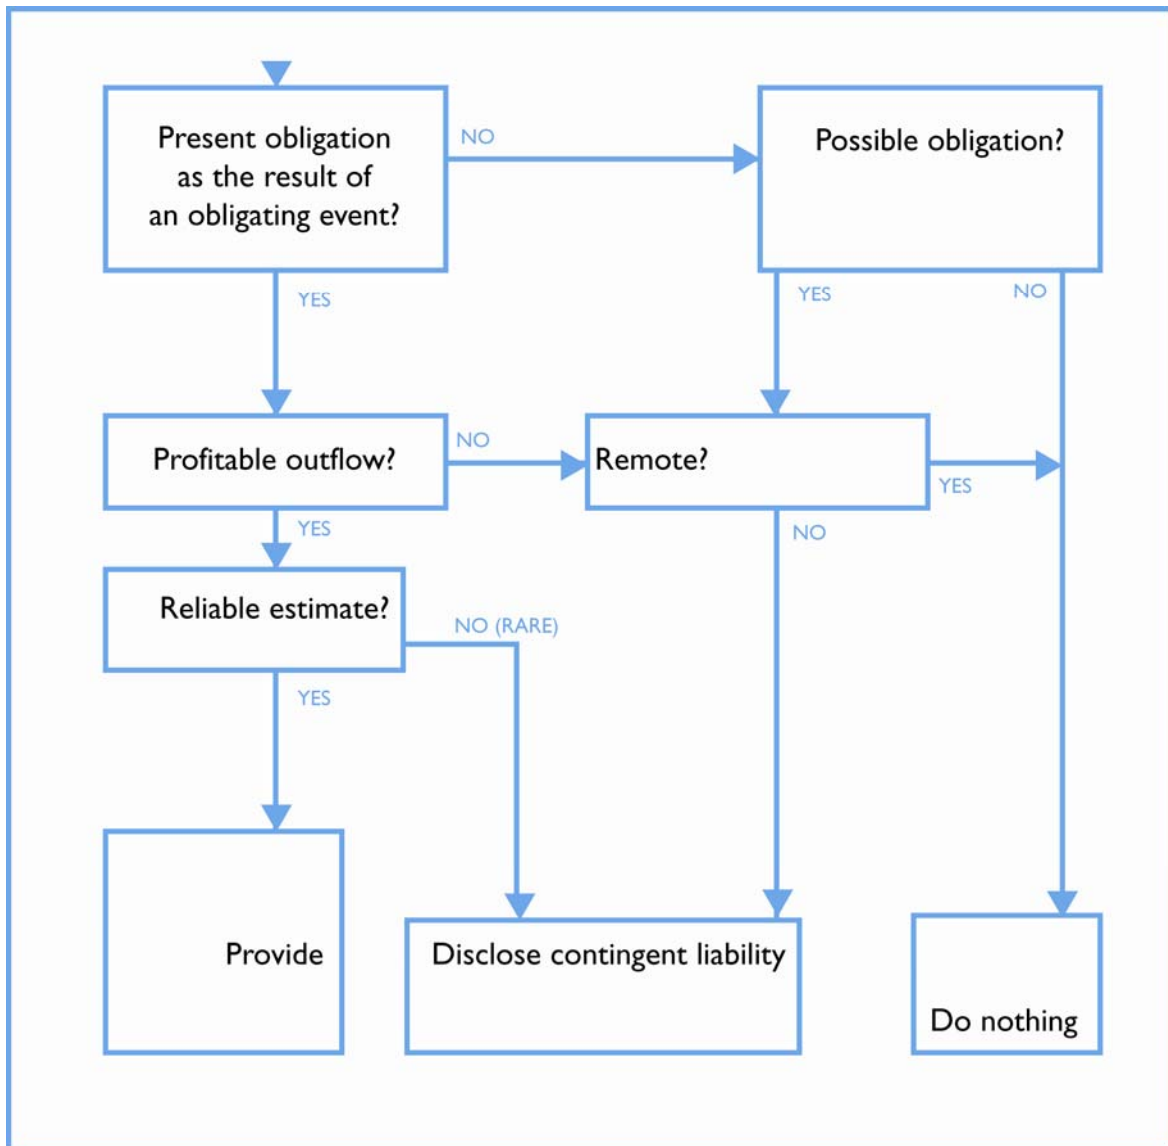 Present obligation
as the result of
an obligating event?
NO
Possible obligation?
YES
YES
NO
Profitable outflow?
NO
Remote?
YES
YES
NO
Reliable estimate?
NO (RARE)
YES
Provide
Disclose contingent liability
Do nothing